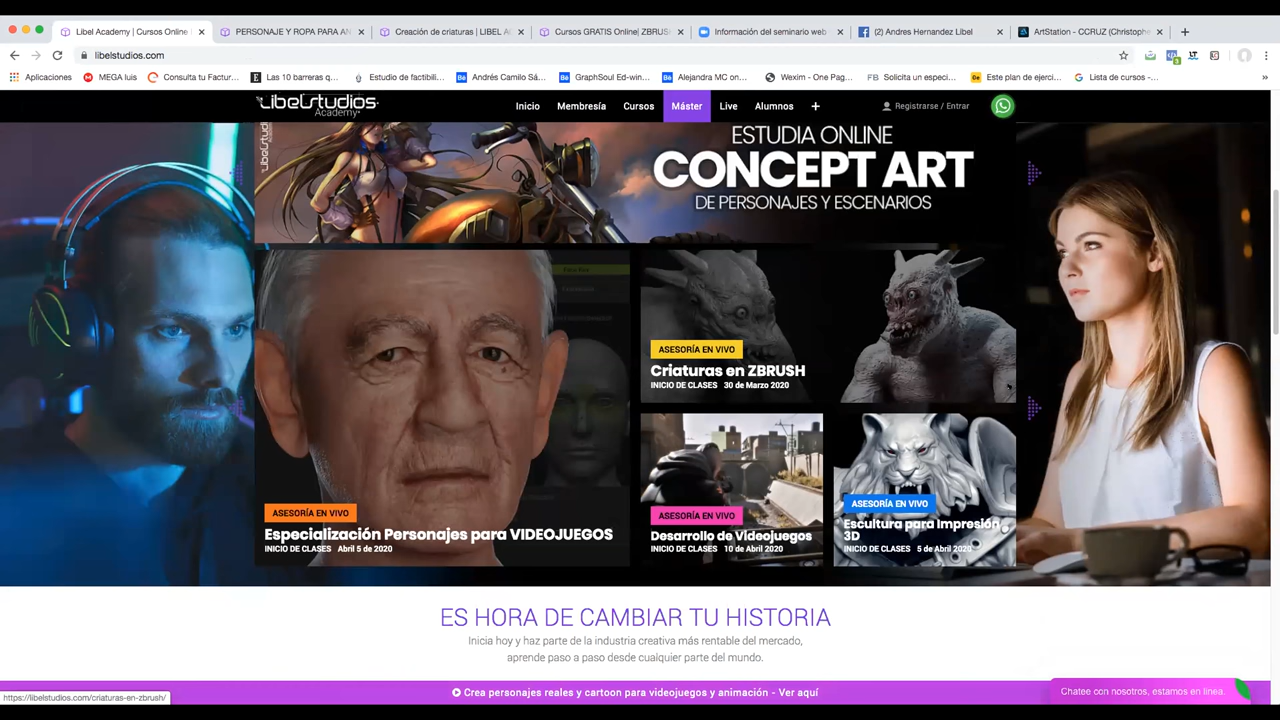 Libel Academy | Cursos Online
PERSONAJE Y ROPA PARA AN
Creación de criaturas | LIBEL AC
Cursos GRATIS Online| ZBRUSH
Información del seminario web
(2) Andres Hernandez Libel
ArtStation - CCRUZ (Christophe
libelstudios.com
Aplicaciones
MEGA luis
Consulta tu Factur...
Las 10 barreras q...
Estudio de factibili...
Andrés Camilo Sá...
GraphSoul Ed-win...
Alejandra MC on...
Wexim - One Pag...
FB Solicita un especi...
Este plan de ejerci...
Lista de cursos -...
Libelstudios
Academy
Inicio
Membresía
Cursos
Máster
Live
Alumnos
+
Registrarse / Entrar
Libelstudios
ESTUDIA ONLINE
CONCEPT ART
DE PERSONAJES Y ESCENARIOS
ASESORÍA EN VIVO
Criaturas en ZBRUSH
INICIO DE CLASES 30 de Marzo 2020
ASESORÍA EN VIVO
Especialización Personajes para VIDEOJUEGOS
INICIO DE CLASES Abril 5 de 2020
ASESORÍA EN VIVO
Desarrollo de Videojuegos
INICIO DE CLASES 10 de Abril 2020
ASESORÍA EN VIVO
Escultura para Impresión
3D
INICIO DE CLASES 5 de Abril 2020
ES HORA DE CAMBIAR TU HISTORIA
Inicia hoy y haz parte de la industria creativa más rentable del mercado,
aprende paso a paso desde cualquier parte del mundo.
Crea personajes reales y cartoon para videojuegos y animación - Ver aquí
https://libelstudios.com/criaturas-en-zbrush/
Chatee con nosotros, estamos en línea.